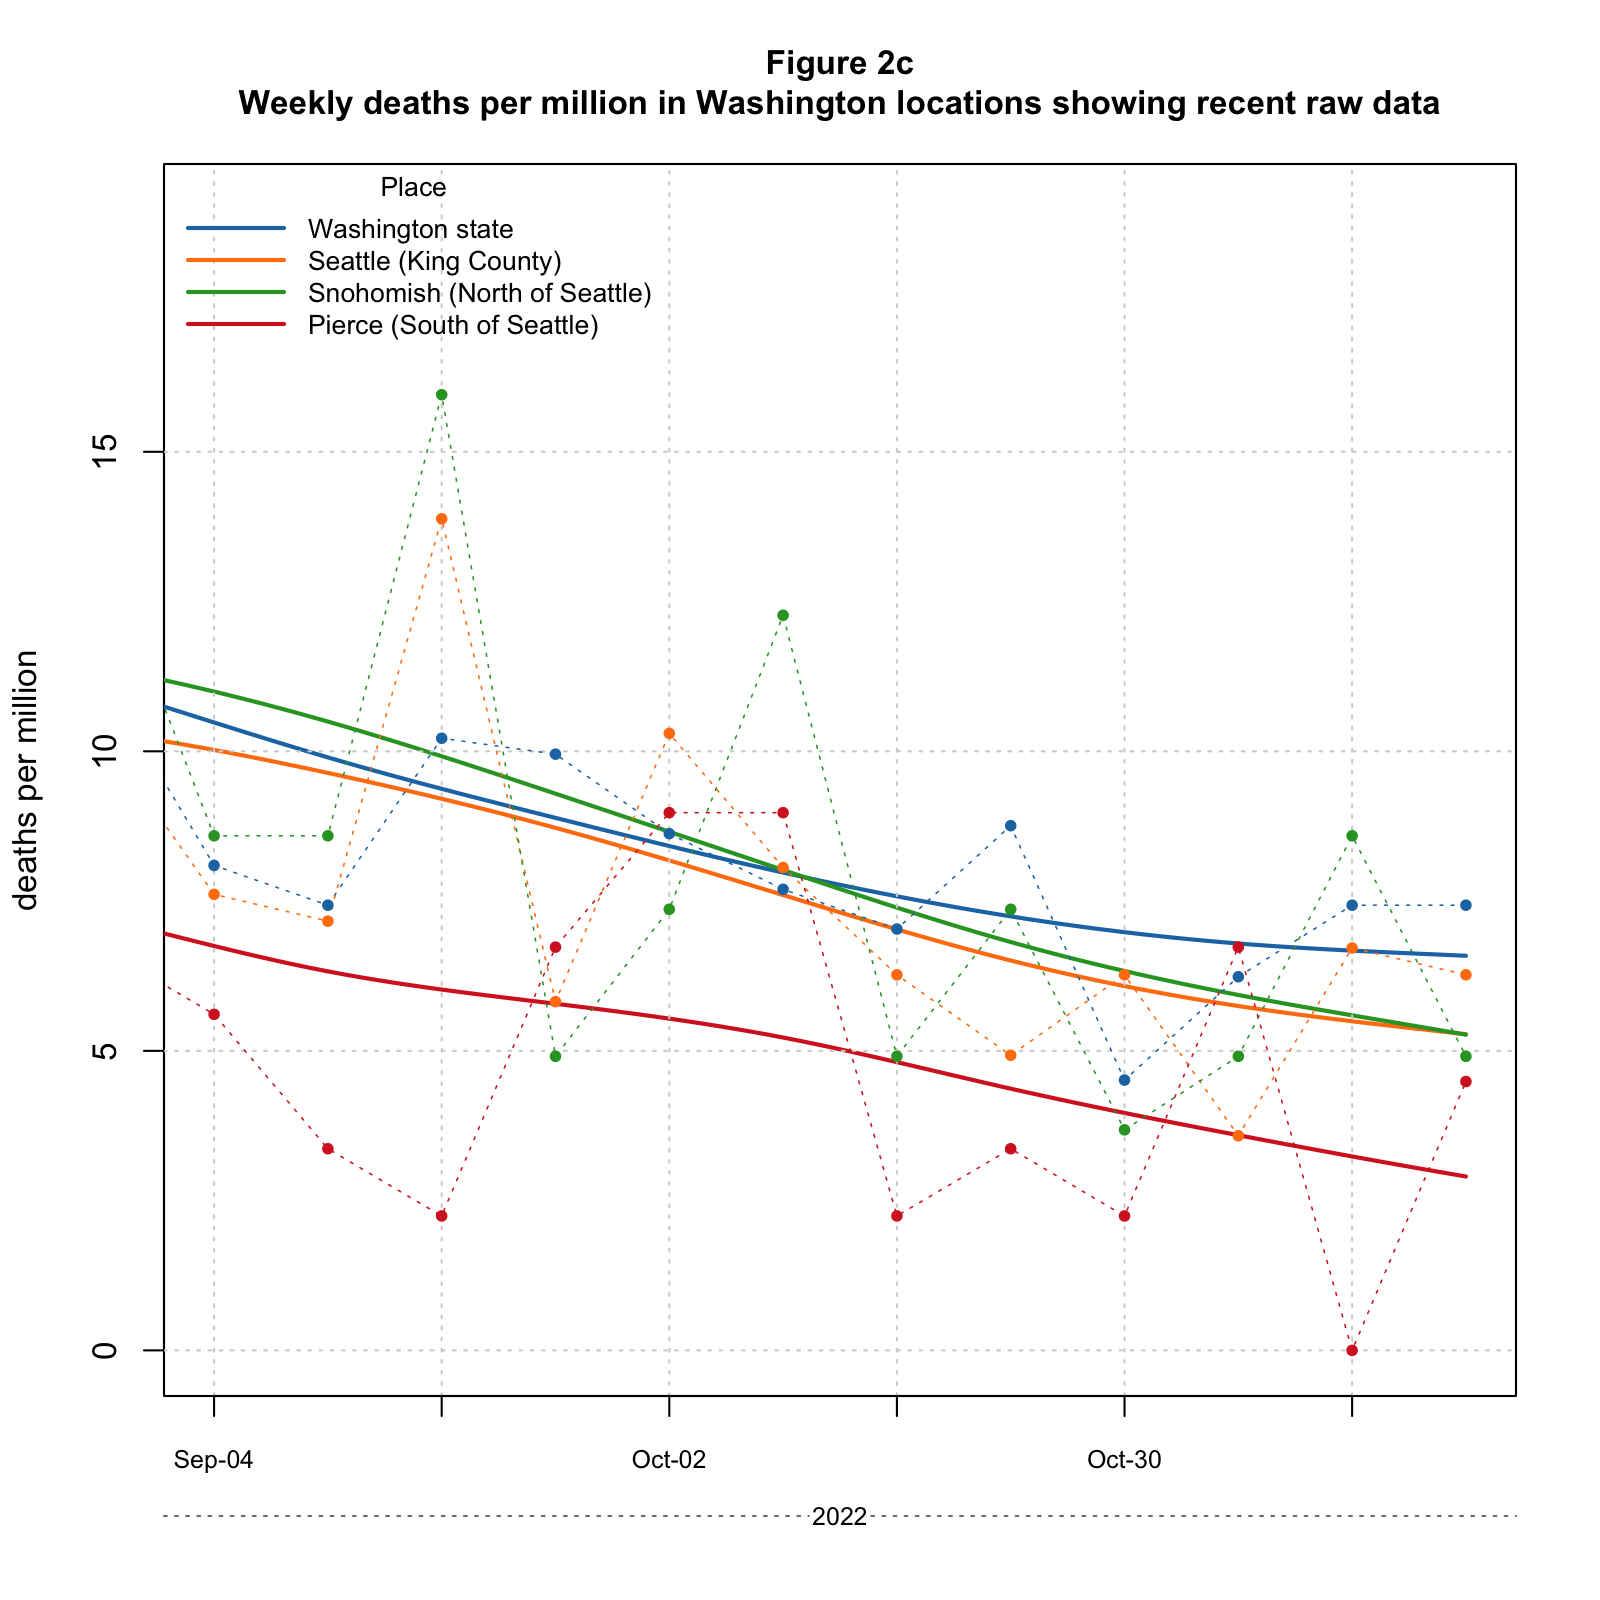 Figure 2c
Weekly deaths per million in Washington locations showing recent raw data
Place
Washington state
Seattle (King County)
Snohomish (North of Seattle)
Pierce (South of Seattle)
deaths per million
15
10
5
0
Sep-04
Oct-02
Oct-30
2022